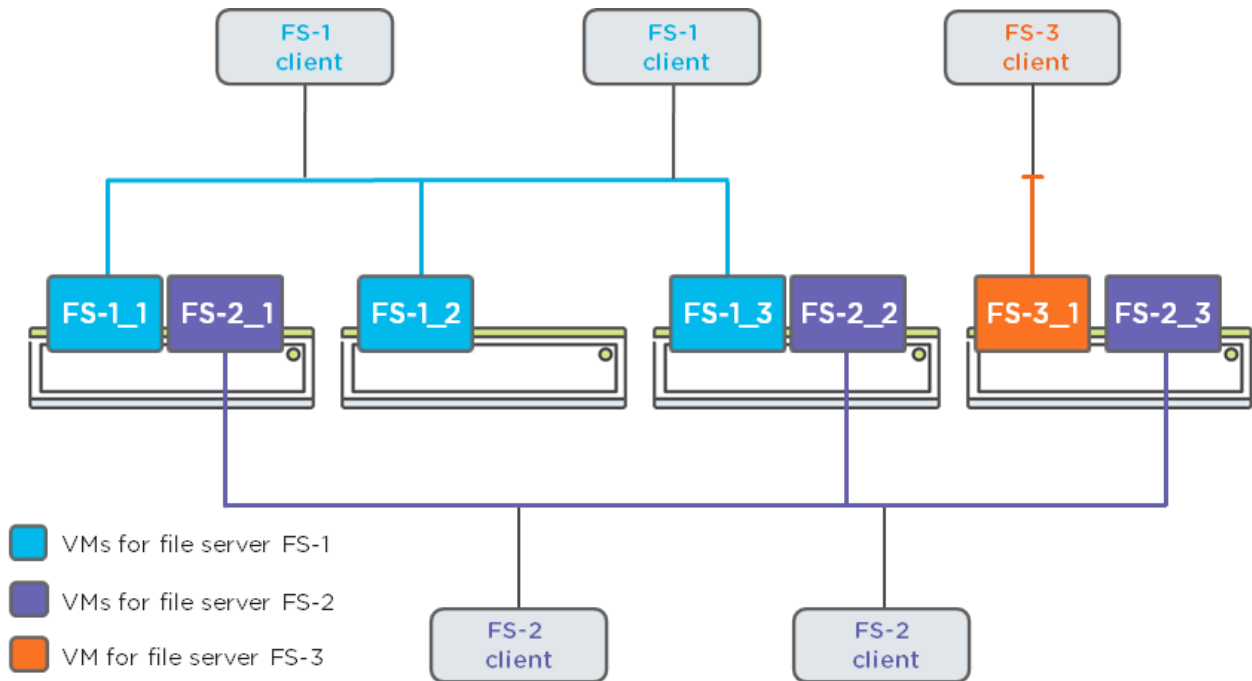 FS-1
client
FS-1
client
FS-3
client
FS-1_1
FS-2_1
FS-1_2
FS-1_3
FS-2_2
FS-3_1
FS-2_3
VMs for file server FS-1
VMs for file server FS-2
VM for file server FS-3
FS-2
client
FS-2
client